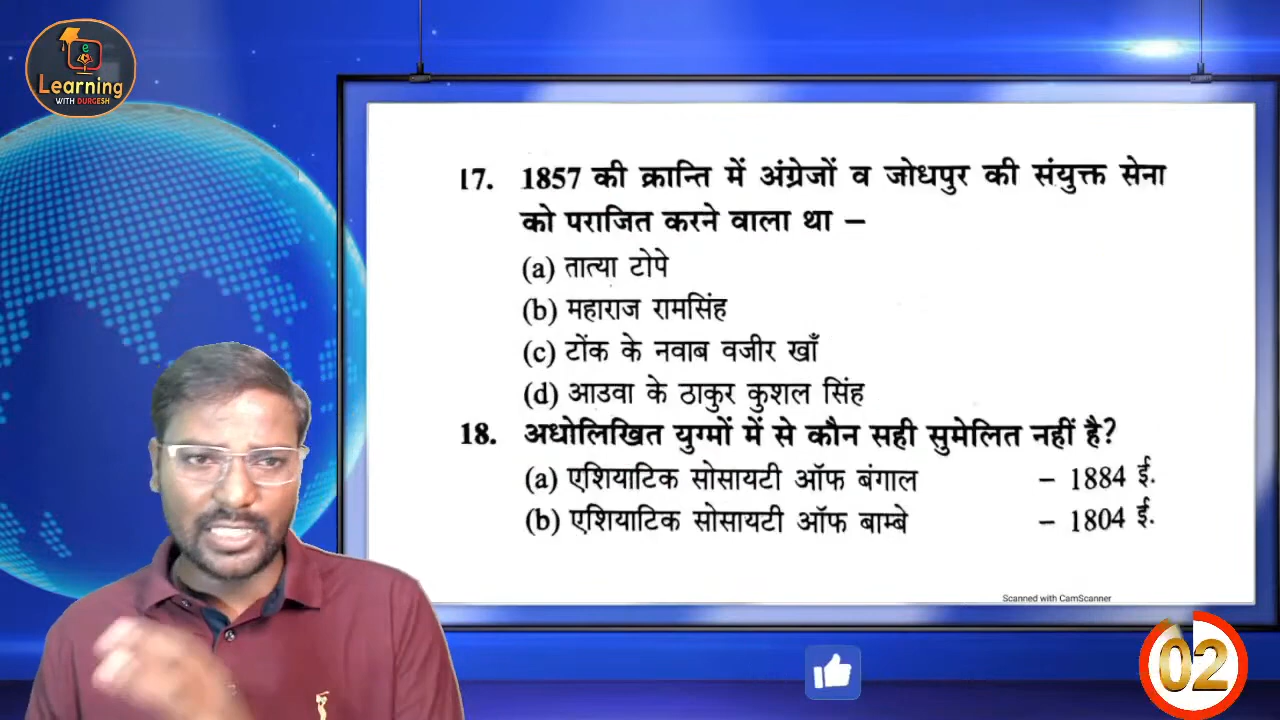 e
Learning
WITH DURGESH
17. 1857 की क्रान्ति में अंग्रेजों व जोधपुर की संयुक्त सेना
को पराजित करने वाला था –
(a) तात्या टोपे
(b) महाराज रामसिंह
(c) टोंक के नवाब वजीर खाँ
(d) आउवा के ठाकुर कुशल सिंह
18. अधोलिखित युग्मों में से कौन सही सुमेलित नहीं है?
(a) एशियाटिक सोसायटी ऑफ बंगाल – 1884 ई.
(b) एशियाटिक सोसायटी ऑफ बाम्बे – 1804 ई.
Scanned with CamScanner
02